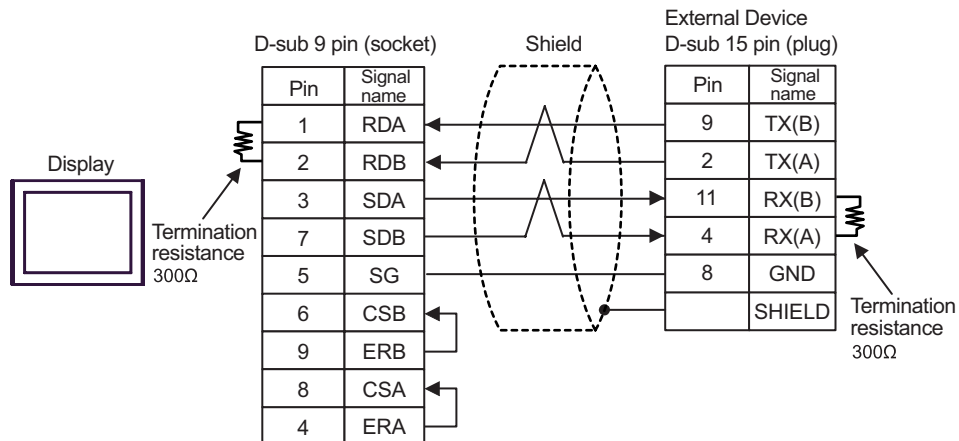 External Device
D-sub 9 pin (socket)
Shield
D-sub 15 pin (plug)
Pin
Signal
name
1 RDA
2 RDB
3 SDA
7 SDB
5 SG
6 CSB
9 ERB
8 CSA
4 ERA
Pin
Signal
name
9 TX(B)
2 TX(A)
11 RX(B)
4 RX(A)
8 GND
SHIELD
Display
Termination
resistance
300Ω
Termination
resistance
300Ω